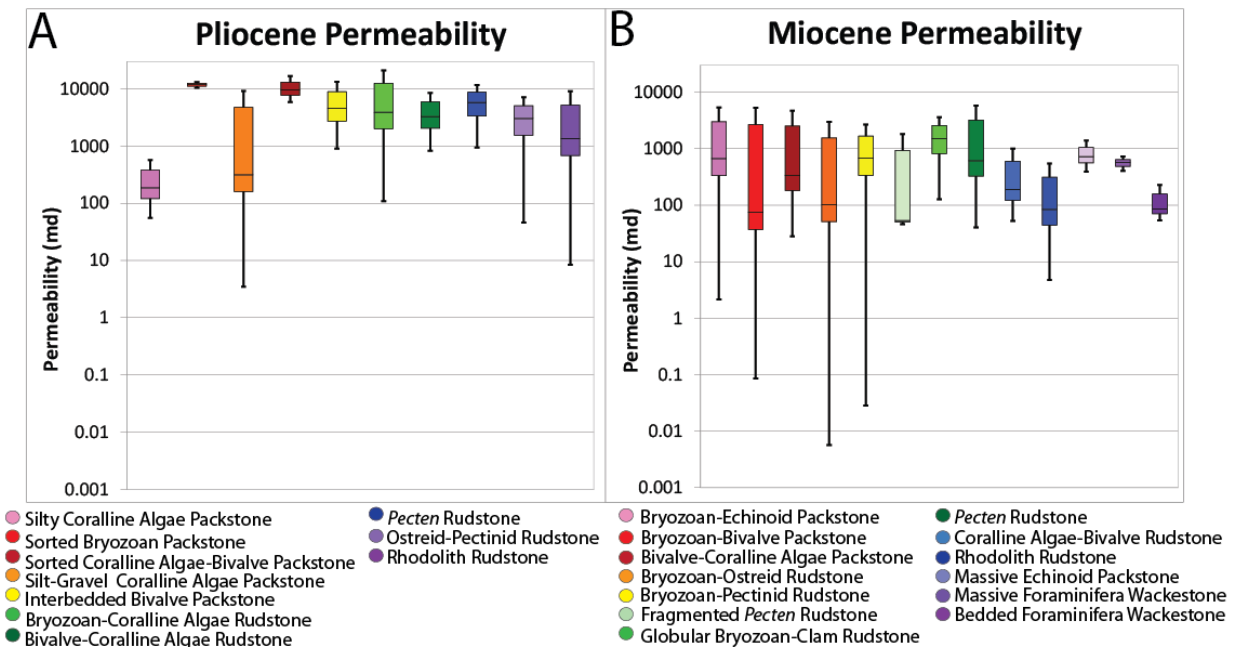 A
Pliocene Permeability
Permeability (md)
10000
1000
100
10
1
0.1
0.01
0.001
Silty Coralline Algae Packstone
Sorted Bryozoan Packstone
Sorted Coralline Algae-Bivalve Packstone
Silt-Gravel Coralline Algae Packstone
Interbedded Bivalve Packstone
Bryozoan-Coralline Algae Rudstone
Bivalve-Coralline Algae Rudstone
Pecten Rudstone
Ostreid-Pectinid Rudstone
Rhodolith Rudstone
B
Miocene Permeability
Permeability (md)
10000
1000
100
10
1
0.1
0.01
0.001
Bryozoan-Echinoid Packstone
Bryozoan-Bivalve Packstone
Bivalve-Coralline Algae Packstone
Bryozoan-Ostreid Rudstone
Bryozoan-Pectinid Rudstone
Fragmented Pecten Rudstone
Globular Bryozoan-Clam Rudstone
Pecten Rudstone
Coralline Algae-Bivalve Rudstone
Rhodolith Rudstone
Massive Echinoid Packstone
Massive Foraminifera Wackestone
Bedded Foraminifera Wackestone